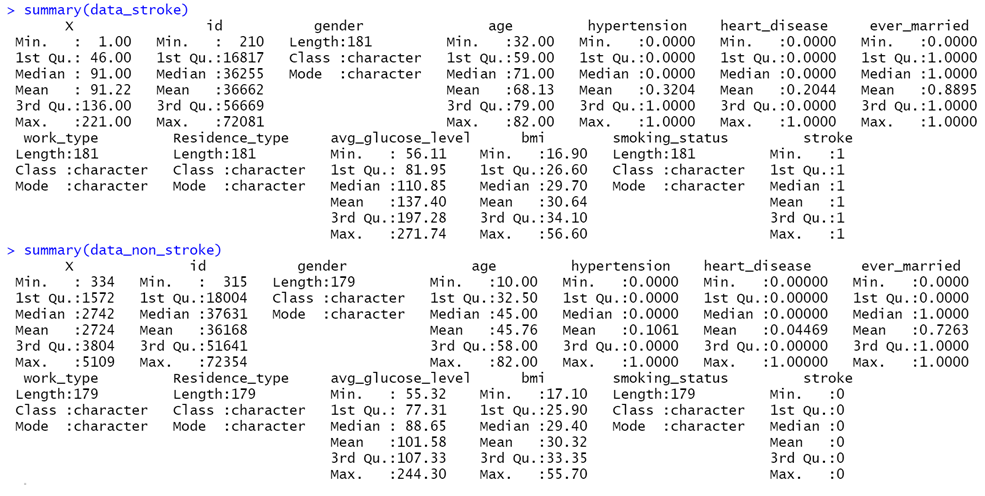 > summary(data_stroke)
X id gender age hypertension heart_disease ever_married
Min. : 1.00 Min. : 210 Length:181 Min. :32.00 Min. :0.0000 Min. :0.0000 Min. :0.0000
1st Qu.: 46.00 1st Qu.:16817 Class :character 1st Qu.:59.00 1st Qu.:0.0000 1st Qu.:0.0000 1st Qu.:1.0000
Median : 91.00 Median :36255 Mode :character Median :71.00 Median :0.0000 Median :0.0000 Median :1.0000
Mean : 91.22 Mean :36662 Mean :68.13 Mean :0.3204 Mean :0.2044 Mean :0.8895
3rd Qu.:136.00 3rd Qu.:56669 3rd Qu.:79.00 3rd Qu.:1.0000 3rd Qu.:0.0000 3rd Qu.:1.0000
Max. :221.00 Max. :72081 Max. :82.00 Max. :1.0000 Max. :1.0000 Max. :1.0000
work_type Residence_type avg_glucose_level bmi smoking_status stroke
Length:181 Length:181 Min. : 56.11 Min. :16.90 Length:181 Min. :1
Class :character Class :character 1st Qu.: 81.95 1st Qu.:26.60 Class :character 1st Qu.:1
Mode :character Mode :character Median :110.85 Median :29.70 Mode :character Median :1
Mean :137.40 Mean :30.64 Mean :1
3rd Qu.:197.28 3rd Qu.:34.10 3rd Qu.:1
Max. :271.74 Max. :56.60 Max. :1
> summary(data_non_stroke)
X id gender age hypertension heart_disease ever_married
Min. : 334 Min. : 315 Length:179 Min. :10.00 Min. :0.0000 Min. :0.00000 Min. :0.0000
1st Qu.:1572 1st Qu.:18004 Class :character 1st Qu.:32.50 1st Qu.:0.0000 1st Qu.:0.00000 1st Qu.:0.0000
Median :2742 Median :37631 Mode :character Median :45.00 Median :0.0000 Median :0.00000 Median :1.0000
Mean :2724 Mean :36168 Mean :45.76 Mean :0.1061 Mean :0.04469 Mean :0.7263
3rd Qu.:3804 3rd Qu.:51641 3rd Qu.:58.00 3rd Qu.:0.0000 3rd Qu.:0.00000 3rd Qu.:1.0000
Max. :5109 Max. :72354 Max. :82.00 Max. :1.0000 Max. :1.00000 Max. :1.0000
work_type Residence_type avg_glucose_level bmi smoking_status stroke
Length:179 Length:179 Min. : 55.32 Min. :17.10 Length:179 Min. :0
Class :character Class :character 1st Qu.: 77.31 1st Qu.:25.90 Class :character 1st Qu.:0
Mode :character Mode :character Median : 88.65 Median :29.40 Mode :character Median :0
Mean :101.58 Mean :30.32 Mean :0
3rd Qu.:107.33 3rd Qu.:33.35 3rd Qu.:0
Max. :244.30 Max. :55.70 Max. :0